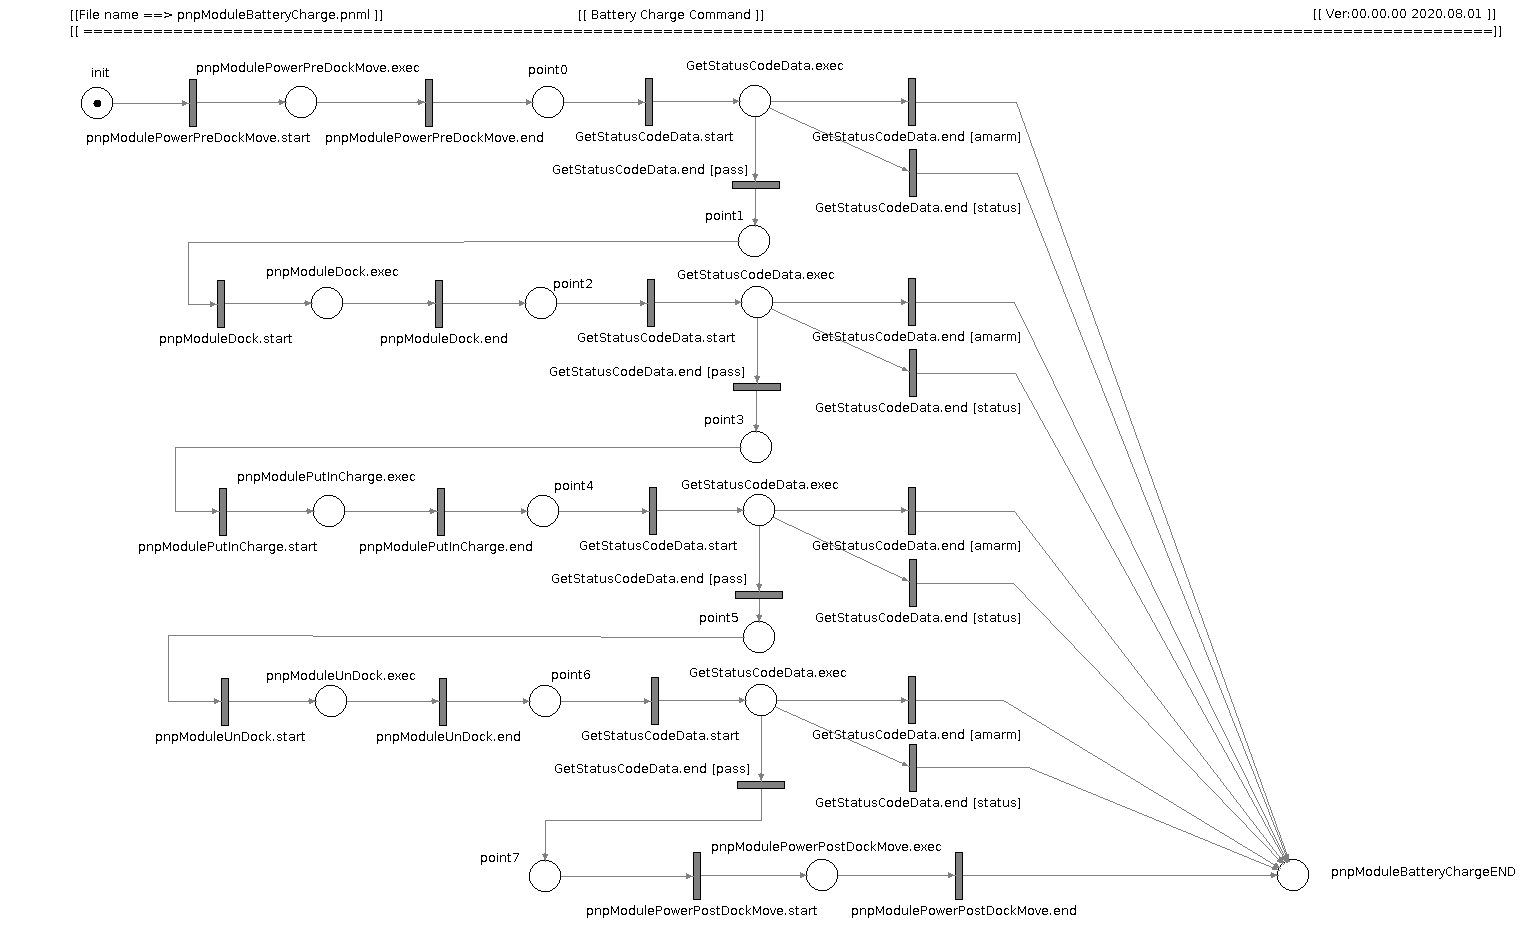 [[File name ==> pnpModuleBatteryCharge.pnml ]] [[ Battery Charge Command ]] [[ Ver:00.00.00 2020.08.01 ]]
[[ ==============================================================================================================================================]]
init
pnpModulePowerPreDockMove.exec
point0
GetStatusCodeData.exec
pnpModulePowerPreDockMove.start
pnpModulePowerPreDockMove.end
GetStatusCodeData.start
GetStatusCodeData.end [amarm]
GetStatusCodeData.end [pass]
GetStatusCodeData.end [status]
point1
pnpModuleDock.exec
point2
GetStatusCodeData.exec
pnpModuleDock.start
pnpModuleDock.end
GetStatusCodeData.start
GetStatusCodeData.end [amarm]
GetStatusCodeData.end [pass]
GetStatusCodeData.end [status]
point3
pnpModulePutInCharge.exec
point4
GetStatusCodeData.exec
pnpModulePutInCharge.start
pnpModulePutInCharge.end
GetStatusCodeData.start
GetStatusCodeData.end [amarm]
GetStatusCodeData.end [pass]
GetStatusCodeData.end [status]
point5
pnpModuleUnDock.exec
point6
GetStatusCodeData.exec
pnpModuleUnDock.start
pnpModuleUnDock.end
GetStatusCodeData.start
GetStatusCodeData.end [amarm]
GetStatusCodeData.end [pass]
GetStatusCodeData.end [status]
point7
pnpModulePowerPostDockMove.exec
pnpModuleBatteryChargeEND
pnpModulePowerPostDockMove.start
pnpModulePowerPostDockMove.end